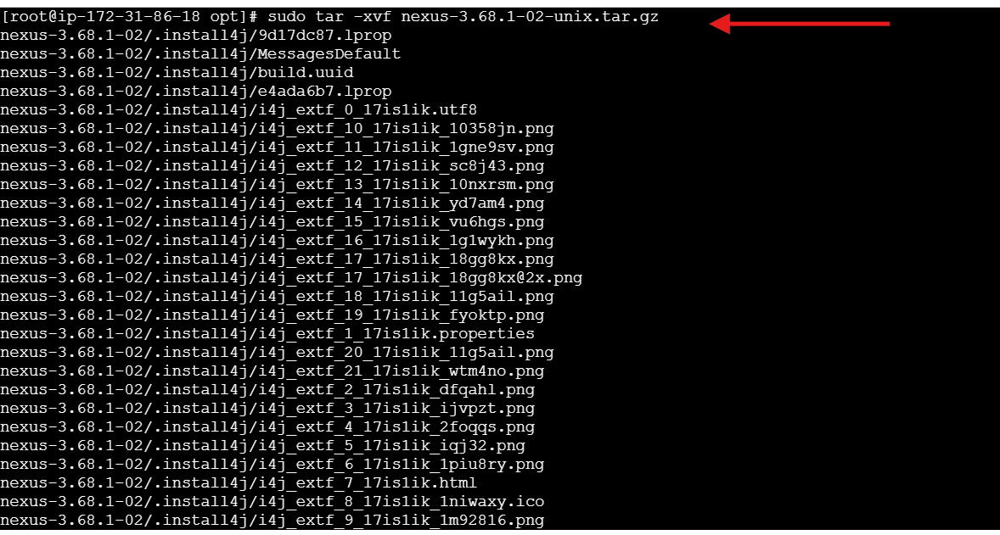 [root@ip-172-31-86-18 opt]# sudo tar -xvf nexus-3.68.1-02-unix.tar.gz
nexus-3.68.1-02/.install4j/9d17dc87.lprop
nexus-3.68.1-02/.install4j/MessagesDefault
nexus-3.68.1-02/.install4j/build.uuid
nexus-3.68.1-02/.install4j/e4ada6b7.lprop
nexus-3.68.1-02/.install4j/i4j_extf_0_17is1ik.utf8
nexus-3.68.1-02/.install4j/i4j_extf_10_17is1ik_10358jn.png
nexus-3.68.1-02/.install4j/i4j_extf_11_17is1ik_1gne9sv.png
nexus-3.68.1-02/.install4j/i4j_extf_12_17is1ik_sc8j43.png
nexus-3.68.1-02/.install4j/i4j_extf_13_17is1ik_10nxrsm.png
nexus-3.68.1-02/.install4j/i4j_extf_14_17is1ik_yd7am4.png
nexus-3.68.1-02/.install4j/i4j_extf_15_17is1ik_vu6hgs.png
nexus-3.68.1-02/.install4j/i4j_extf_16_17is1ik_1g1wykh.png
nexus-3.68.1-02/.install4j/i4j_extf_17_17is1ik_18gg8kx.png
nexus-3.68.1-02/.install4j/i4j_extf_17_17is1ik_18gg8kx@2x.png
nexus-3.68.1-02/.install4j/i4j_extf_18_17is1ik_11g5ail.png
nexus-3.68.1-02/.install4j/i4j_extf_19_17is1ik_fyoktp.png
nexus-3.68.1-02/.install4j/i4j_extf_1_17is1ik.properties
nexus-3.68.1-02/.install4j/i4j_extf_20_17is1ik_11g5ail.png
nexus-3.68.1-02/.install4j/i4j_extf_21_17is1ik_wtm4no.png
nexus-3.68.1-02/.install4j/i4j_extf_2_17is1ik_dfqahl.png
nexus-3.68.1-02/.install4j/i4j_extf_3_17is1ik_ijvpzt.png
nexus-3.68.1-02/.install4j/i4j_extf_4_17is1ik_2foqqs.png
nexus-3.68.1-02/.install4j/i4j_extf_5_17is1ik_iqj32.png
nexus-3.68.1-02/.install4j/i4j_extf_6_17is1ik_1piu8ry.png
nexus-3.68.1-02/.install4j/i4j_extf_7_17is1ik.html
nexus-3.68.1-02/.install4j/i4j_extf_8_17is1ik_1niwaxy.ico
nexus-3.68.1-02/.install4j/i4j_extf_9_17is1ik_1m92816.png